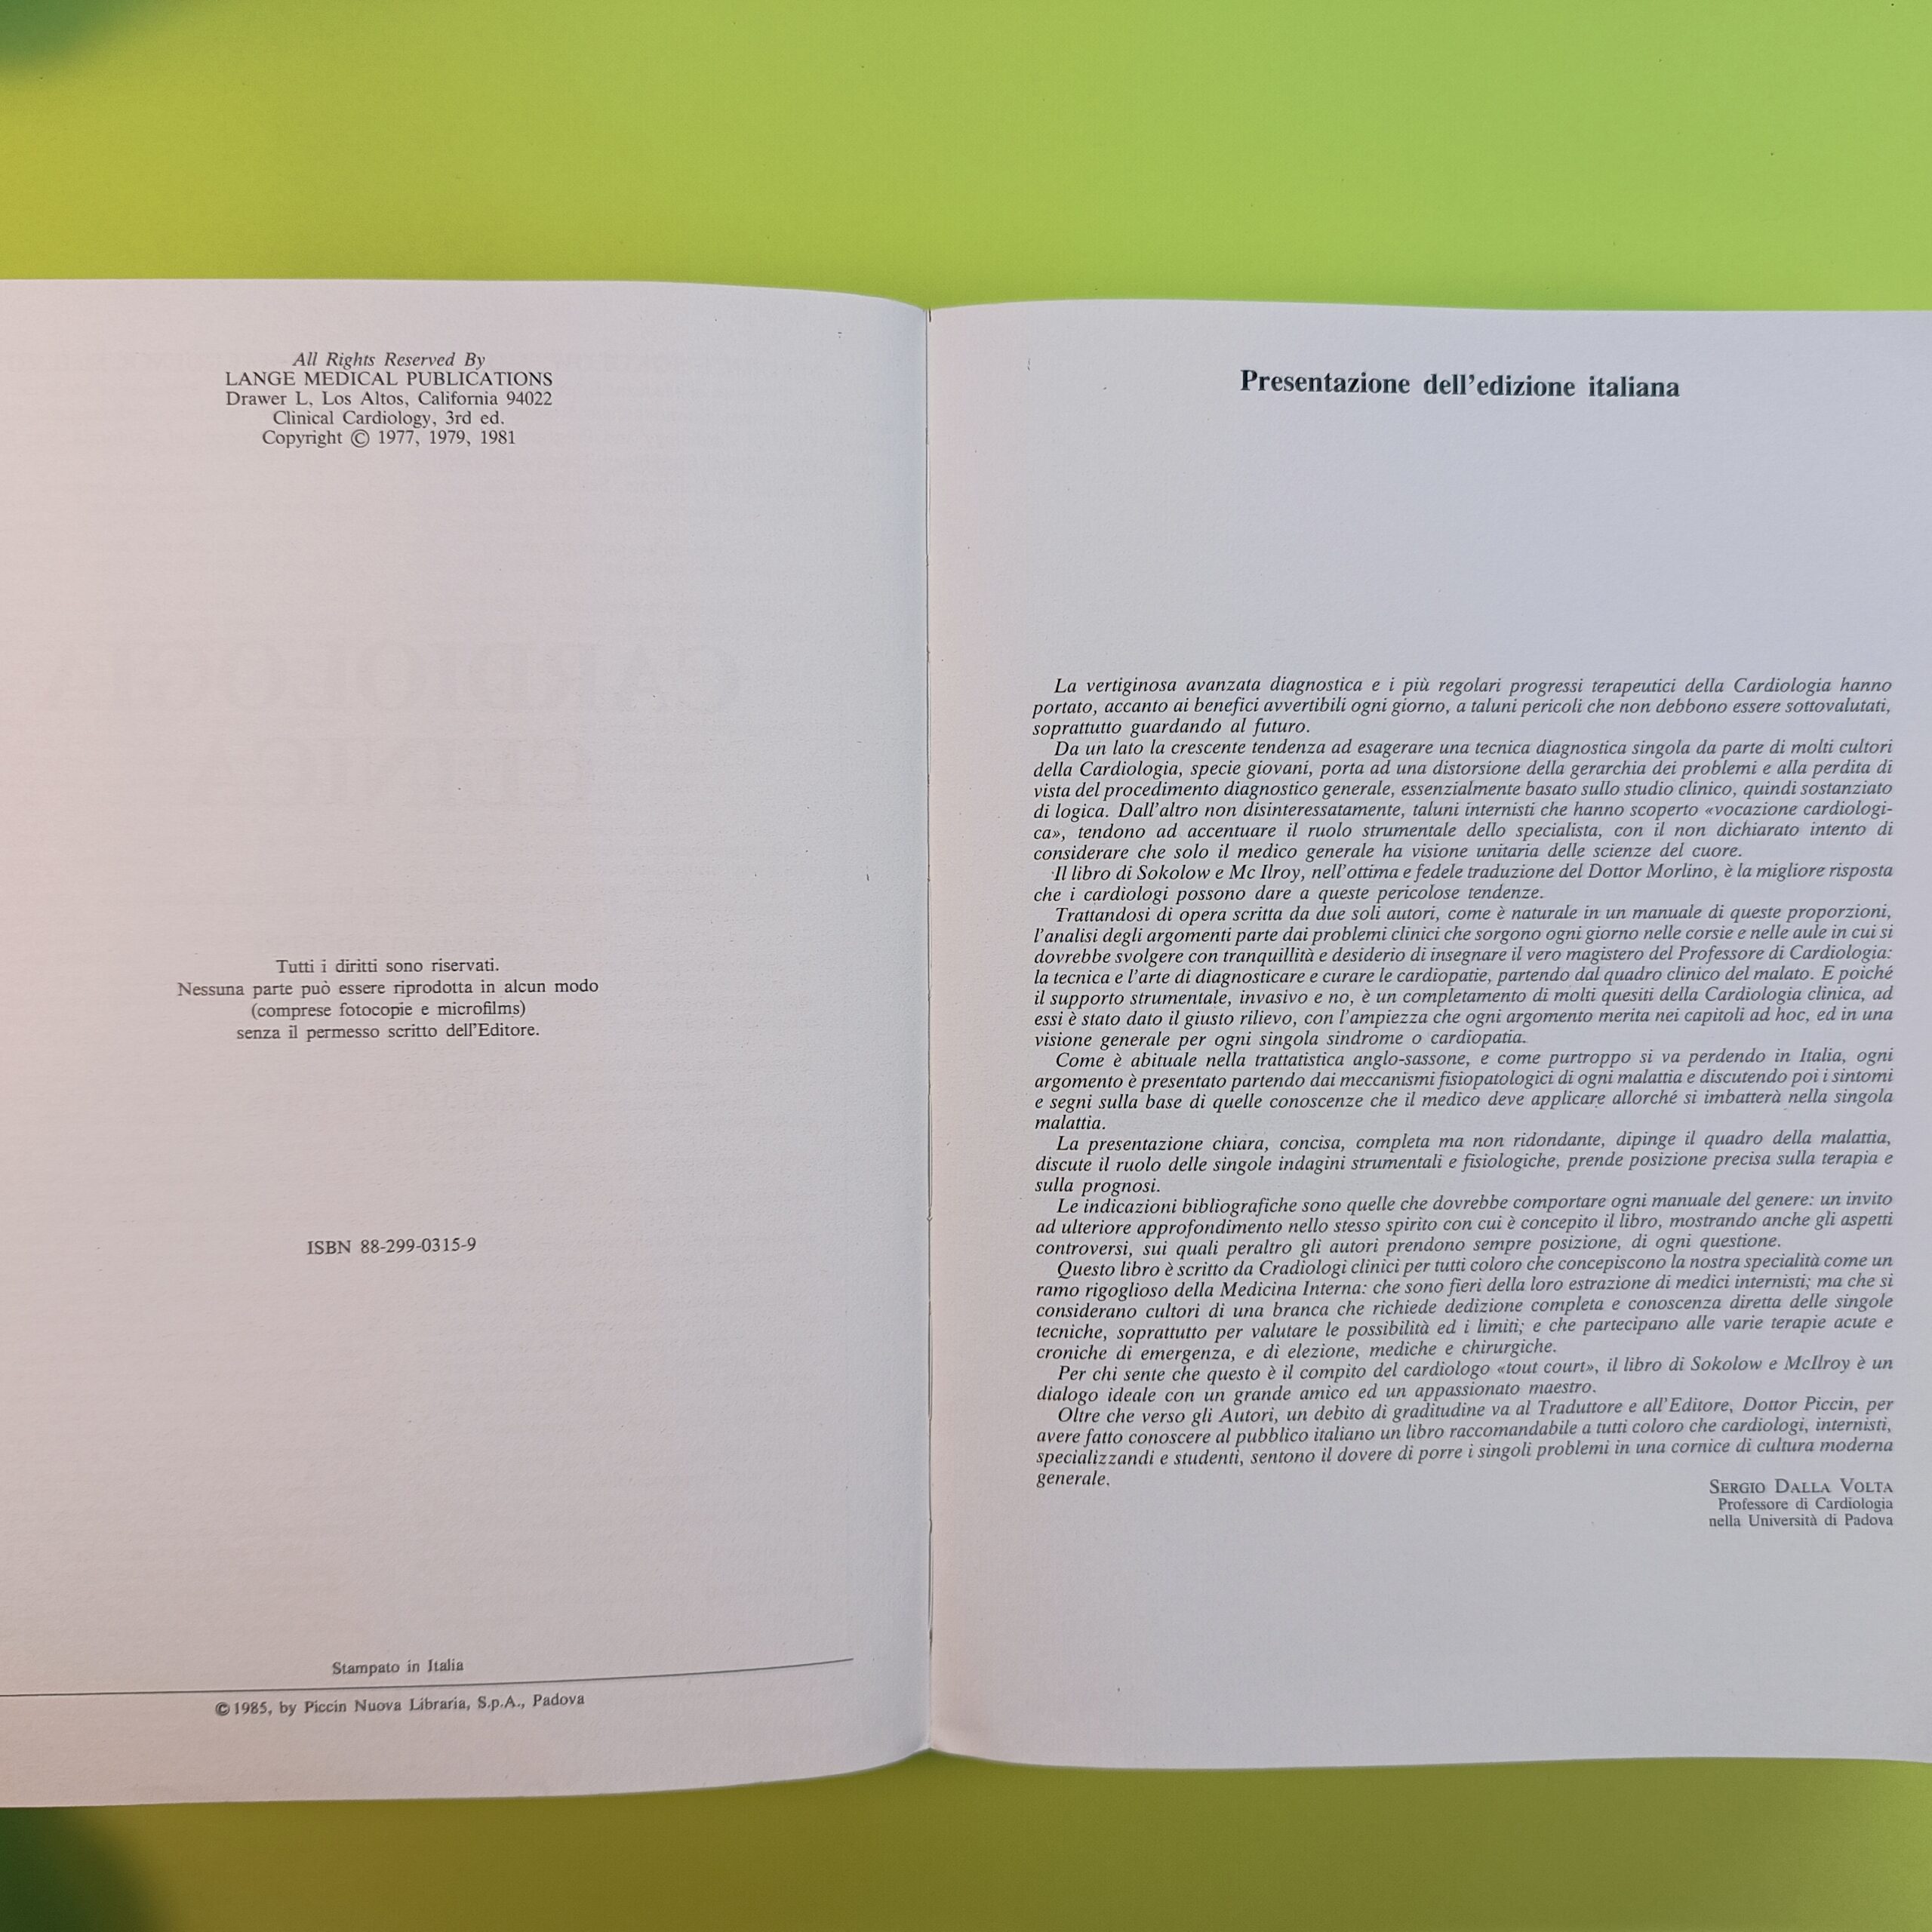 All Rights Reserved By
LANGE MEDICAL PUBLICATIONS
Drawer L, Los Altos, California 94022
Clinical Cardiology, 3rd ed.
Copyright © 1977, 1979, 1981
Tutti i diritti sono riservati.
Nessuna parte può essere riprodotta in alcun modo
(comprese fotocopie e microfilms)
senza il permesso scritto dell'Editore.
ISBN 88-299-0315-9
Stampato in Italia
© 1985, by Piccin Nuova Libraria, S.p.A., Padova
Presentazione dell'edizione italiana
La vertiginosa avanzata diagnostica e i più regolari progressi terapeutici della Cardiologia hanno
portato, accanto ai benefici avvertibili ogni giorno, a taluni pericoli che non debbono essere sottovalutati,
soprattutto guardando al futuro.
Da un lato la crescente tendenza ad esagerare una tecnica diagnostica singola da parte di molti cultori
della Cardiologia, specie giovani, porta ad una distorsione della gerarchia dei problemi e alla perdita di
vista del procedimento diagnostico generale, essenzialmente basato sullo studio clinico, quindi sostanziato
di logica. Dall'altro non disinteressatamente, taluni internisti che hanno scoperto «vocazione cardiologi-
ca», tendono ad accentuare il ruolo strumentale dello specialista, con il non dichiarato intento di
considerare che solo il medico generale ha visione unitaria delle scienze del cuore.
Il libro di Sokolow e Mc Ilroy, nell'ottima e fedele traduzione del Dottor Morlino, è la migliore risposta
che i cardiologi possono dare a queste pericolose tendenze.
Trattandosi di opera scritta da due soli autori, come è naturale in un manuale di queste proporzioni,
l'analisi degli argomenti parte dai problemi clinici che sorgono ogni giorno nelle corsie e nelle aule in cui si
dovrebbe svolgere con tranquillità e desiderio di insegnare il vero magistero del Professore di Cardiologia:
la tecnica e l'arte di diagnosticare e curare le cardiopatie, partendo dal quadro clinico del malato. E poiché
il supporto strumentale, invasivo e no, è un completamento di molti quesiti della Cardiologia clinica, ad
essi è stato dato il giusto rilievo, con l'ampiezza che ogni argomento merita nei capitoli ad hoc, ed in una
visione generale per ogni singola sindrome o cardiopatia.
Come è abituale nella trattatistica anglo-sassone, e come purtroppo si va perdendo in Italia, ogni
argomento è presentato partendo dai meccanismi fisiopatologici di ogni malattia e discutendo poi i sintomi
e segni sulla base di quelle conoscenze che il medico deve applicare allorché si imbatterà nella singola
malattia.
La presentazione chiara, concisa, completa ma non ridondante, dipinge il quadro della malattia,
discute il ruolo delle singole indagini strumentali e fisiologiche, prende posizione precisa sulla terapia e
sulla prognosi.
Le indicazioni bibliografiche sono quelle che dovrebbe comportare ogni manuale del genere: un invito
ad ulteriore approfondimento nello stesso spirito con cui è concepito il libro, mostrando anche gli aspetti
controversi, sui quali peraltro gli autori prendono sempre posizione, di ogni questione.
Questo libro è scritto da Cradiologi clinici per tutti coloro che concepiscono la nostra specialità come un
ramo rigoglioso della Medicina Interna: che sono fieri della loro estrazione di medici internisti; ma che si
considerano cultori di una branca che richiede dedizione completa e conoscenza diretta delle singole
tecniche, soprattutto per valutare le possibilità ed i limiti; e che partecipano alle varie terapie acute e
croniche di emergenza, e di elezione, mediche e chirurgiche.
Per chi sente che questo è il compito del cardiologo «tout court», il libro di Sokolow e McIlroy è un
dialogo ideale con un grande amico ed un appassionato maestro.
Oltre che verso gli Autori, un debito di graditudine va al Traduttore e all'Editore, Dottor Piccin, per
avere fatto conoscere al pubblico italiano un libro raccomandabile a tutti coloro che cardiologi, internisti,
specializzandi e studenti, sentono il dovere di porre i singoli problemi in una cornice di cultura moderna
generale.
SERGIO DALLA VOLTA
Professore di Cardiologia
nella Università di Padova